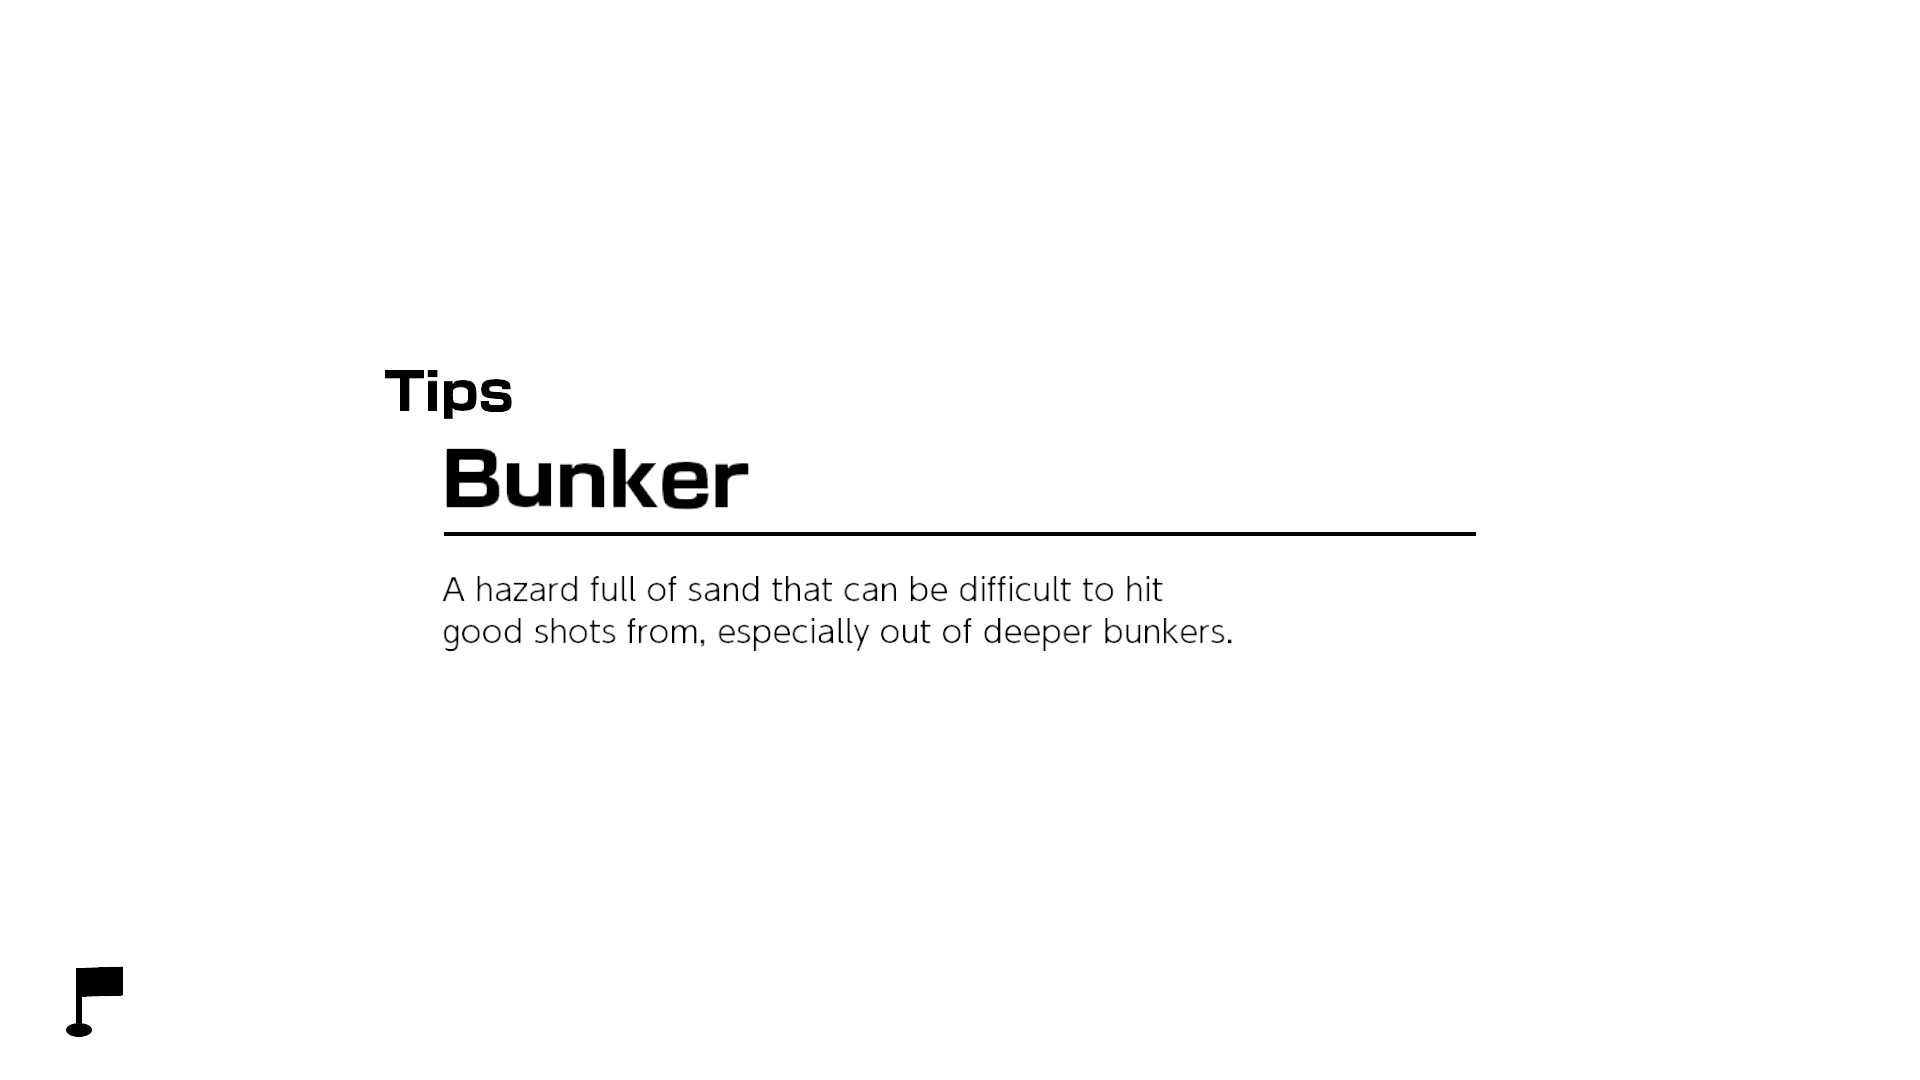 Tips
Bunker
A hazard full of sand that can be difficult to hit
good shots from, especially out of deeper bunkers.